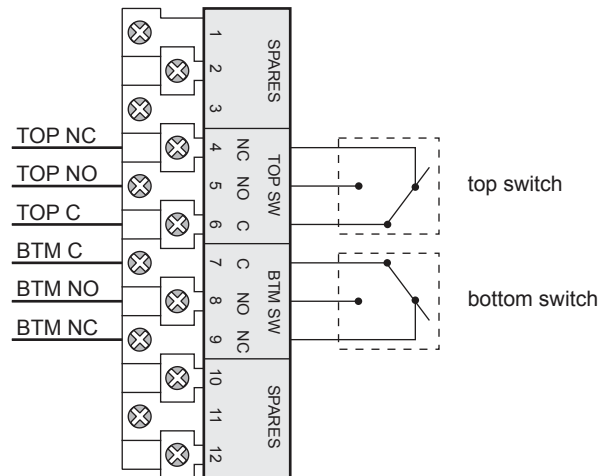 1
2
3
SPARES
TOP NC
TOP NO
TOP C
4 NC
5 NO
6 C
TOP SW
top switch
BTM C
BTM NO
BTM NC
7 C
8 NO
9 NC
BTM SW
bottom switch
10
11
12
SPARES